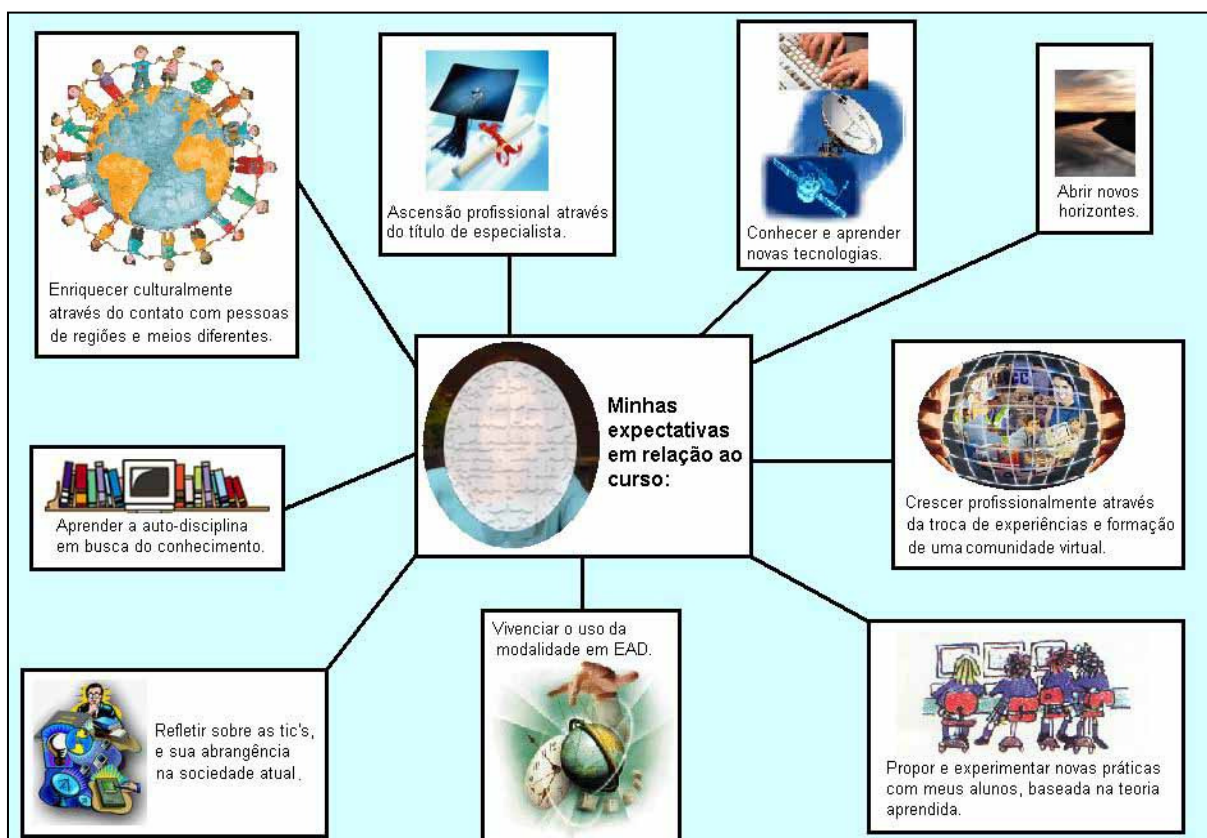 Enriquecer culturalmente
através do contato com pessoas
de regiões e meios diferentes.
Ascensão profissional através
do título de especialista.
Conhecer e aprender
novas tecnologias.
Abrir novos
horizontes.
Minhas
expectativas
em relação ao
curso:
Aprender a auto-disciplina
em busca do conhecimento.
Crescer profissionalmente através
da troca de experiências e formação
de uma comunidade virtual.
Refletir sobre as tic's,
e sua abrangência
na sociedade atual.
Vivenciar o uso da
modalidade em EAD.
Propor e experimentar novas práticas
com meus alunos, baseada na teoria
aprendida.